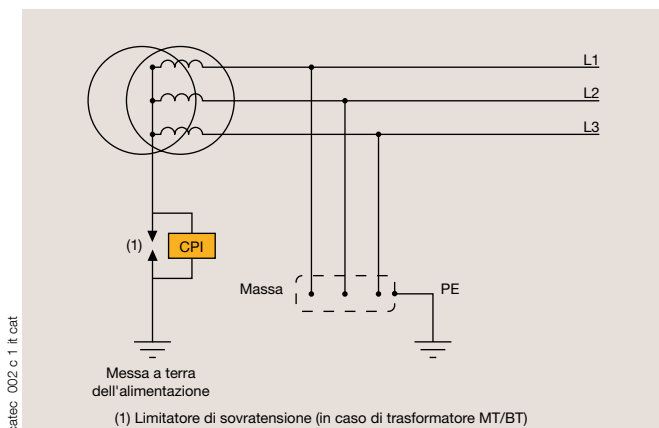 L1
L2
L3
(1)
CPI
Massa
PE
Messa a terra
dell'alimentazione
(1) Limitatore di sovratensione (in caso di trasformatore MT/BT)
002 c 1 it cat